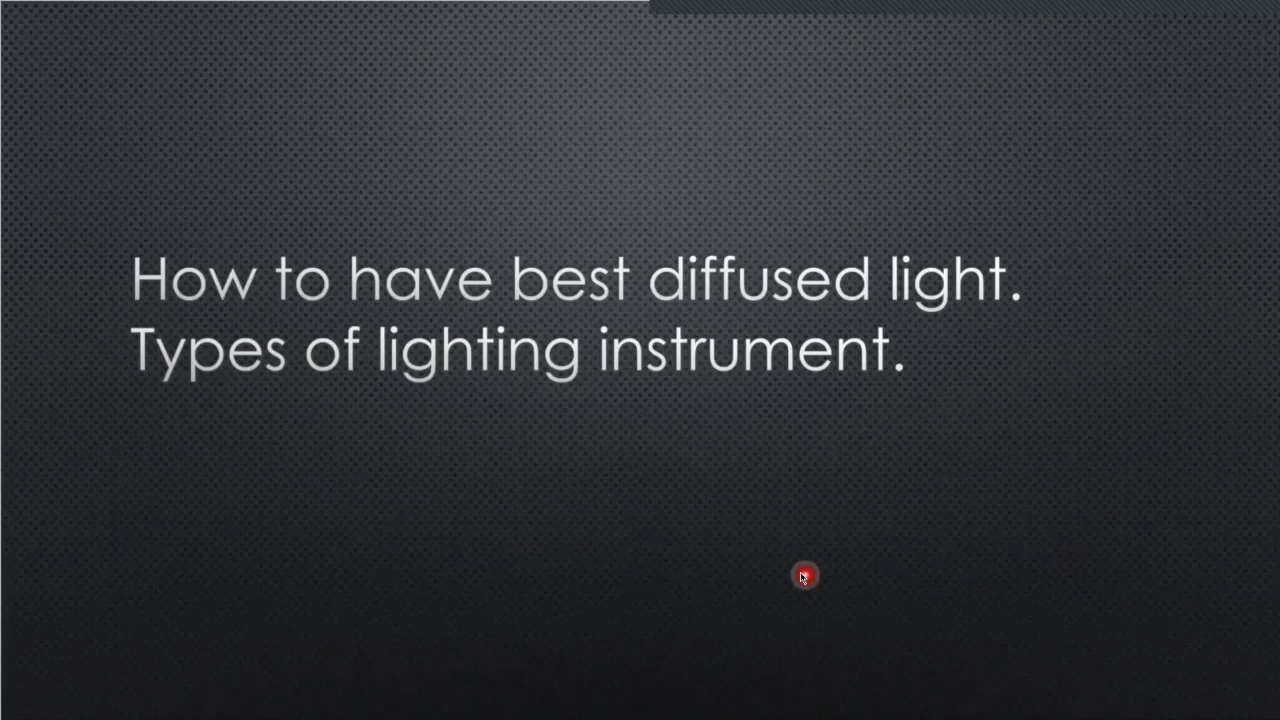 How to have best diffused light.
Types of lighting instrument.